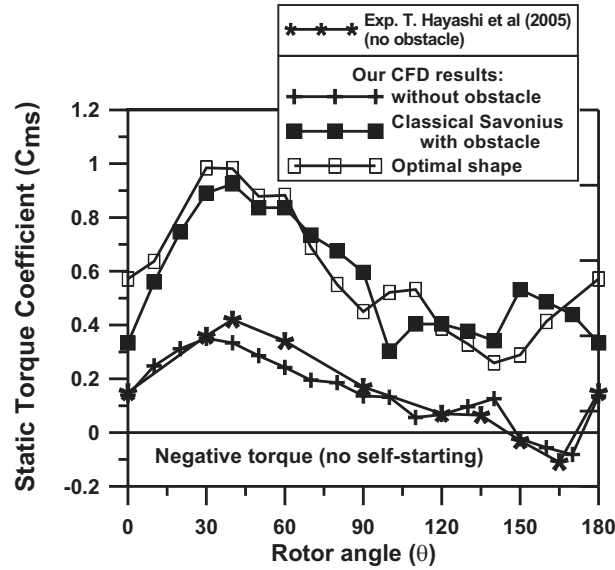 Exp. T. Hayashi et al (2005)
(no obstacle)
Our CFD results:
without obstacle
Classical Savonius
with obstacle
Optimal shape
Static Torque Coefficient (Cms)
1.2
1
0.8
0.6
0.4
0.2
0
-0.2
Negative torque (no self-starting)
0 30 60 90 120 150 180
Rotor angle (θ)